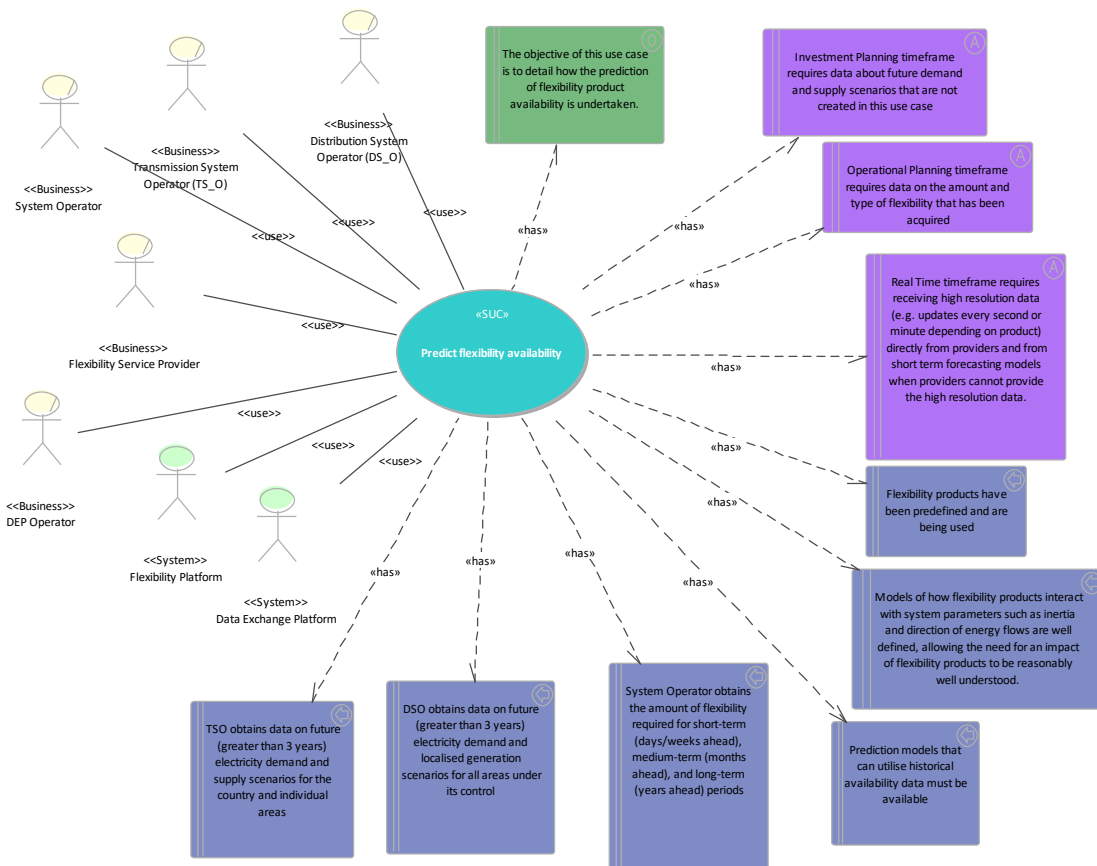 <<Business>>
System Operator
<<Business>>
Transmission System
Operator (TS_O)
<<Business>>
Distribution System
Operator (DS_O)
O
The objective of this use case
is to detail how the prediction
of flexibility product
availability is undertaken.
A
Investment Planning timeframe
requires data about future demand
and supply scenarios that are not
created in this use case
A
Operational Planning timeframe
requires data on the amount and
type of flexibility that has been
acquired
A
Real Time timeframe requires
receiving high resolution data
(e.g. updates every second or
minute depending on product)
directly from providers and from
short term forecasting models
when providers cannot provide
the high resolution data.
<<use>>
<<use>>
<<use>>
«has»
«has»
«has»
«has»
<<Business>>
Flexibility Service Provider
<<use>>
«SUC»
Predict flexibility availability
<<Business>>
DEP Operator
<<use>>
<<System>>
Flexibility Platform
<<use>>
<<System>>
Data Exchange Platform
<<use>>
«has»
«has»
«has»
«has»
«has»
«has»
Flexibility products have
been predefined and are
being used
Models of how flexibility products interact
with system parameters such as inertia
and direction of energy flows are well
defined, allowing the need for an impact
of flexibility products to be reasonably
well understood.
TSO obtains data on future
(greater than 3 years)
electricity demand and
supply scenarios for the
country and individual
areas
DSO obtains data on future
(greater than 3 years)
electricity demand and
localised generation
scenarios for all areas under
its control
System Operator obtains
the amount of flexibility
required for short-term
(days/weeks ahead),
medium-term (months
ahead), and long-term
(years ahead) periods
Prediction models that
can utilise historical
availability data must be
available